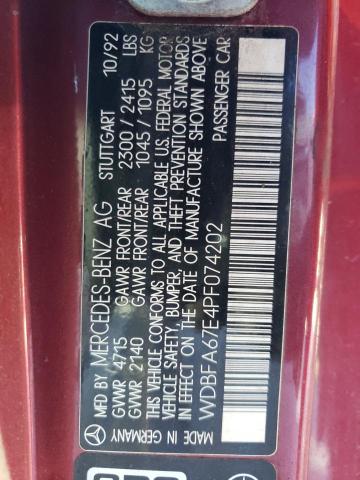 MERCEDES-BENZ AG STUTTGART 10/92
GVWR 4715 GAWR FRONT/REAR 2300/2415 LBS
GVWR 2140 GAWR FRONT/REAR 1045/1095 KG
THIS VEHICLE CONFORMS TO ALL APPLICABLE U.S. FEDERAL MOTOR
VEHICLE SAFETY, BUMPER, AND THEFT PREVENTION STANDARDS
IN EFFECT ON THE DATE OF MANUFACTURE SHOWN ABOVE.
WDBFA67E4PF074202 PASSENGER CAR
MADE IN GERMANY